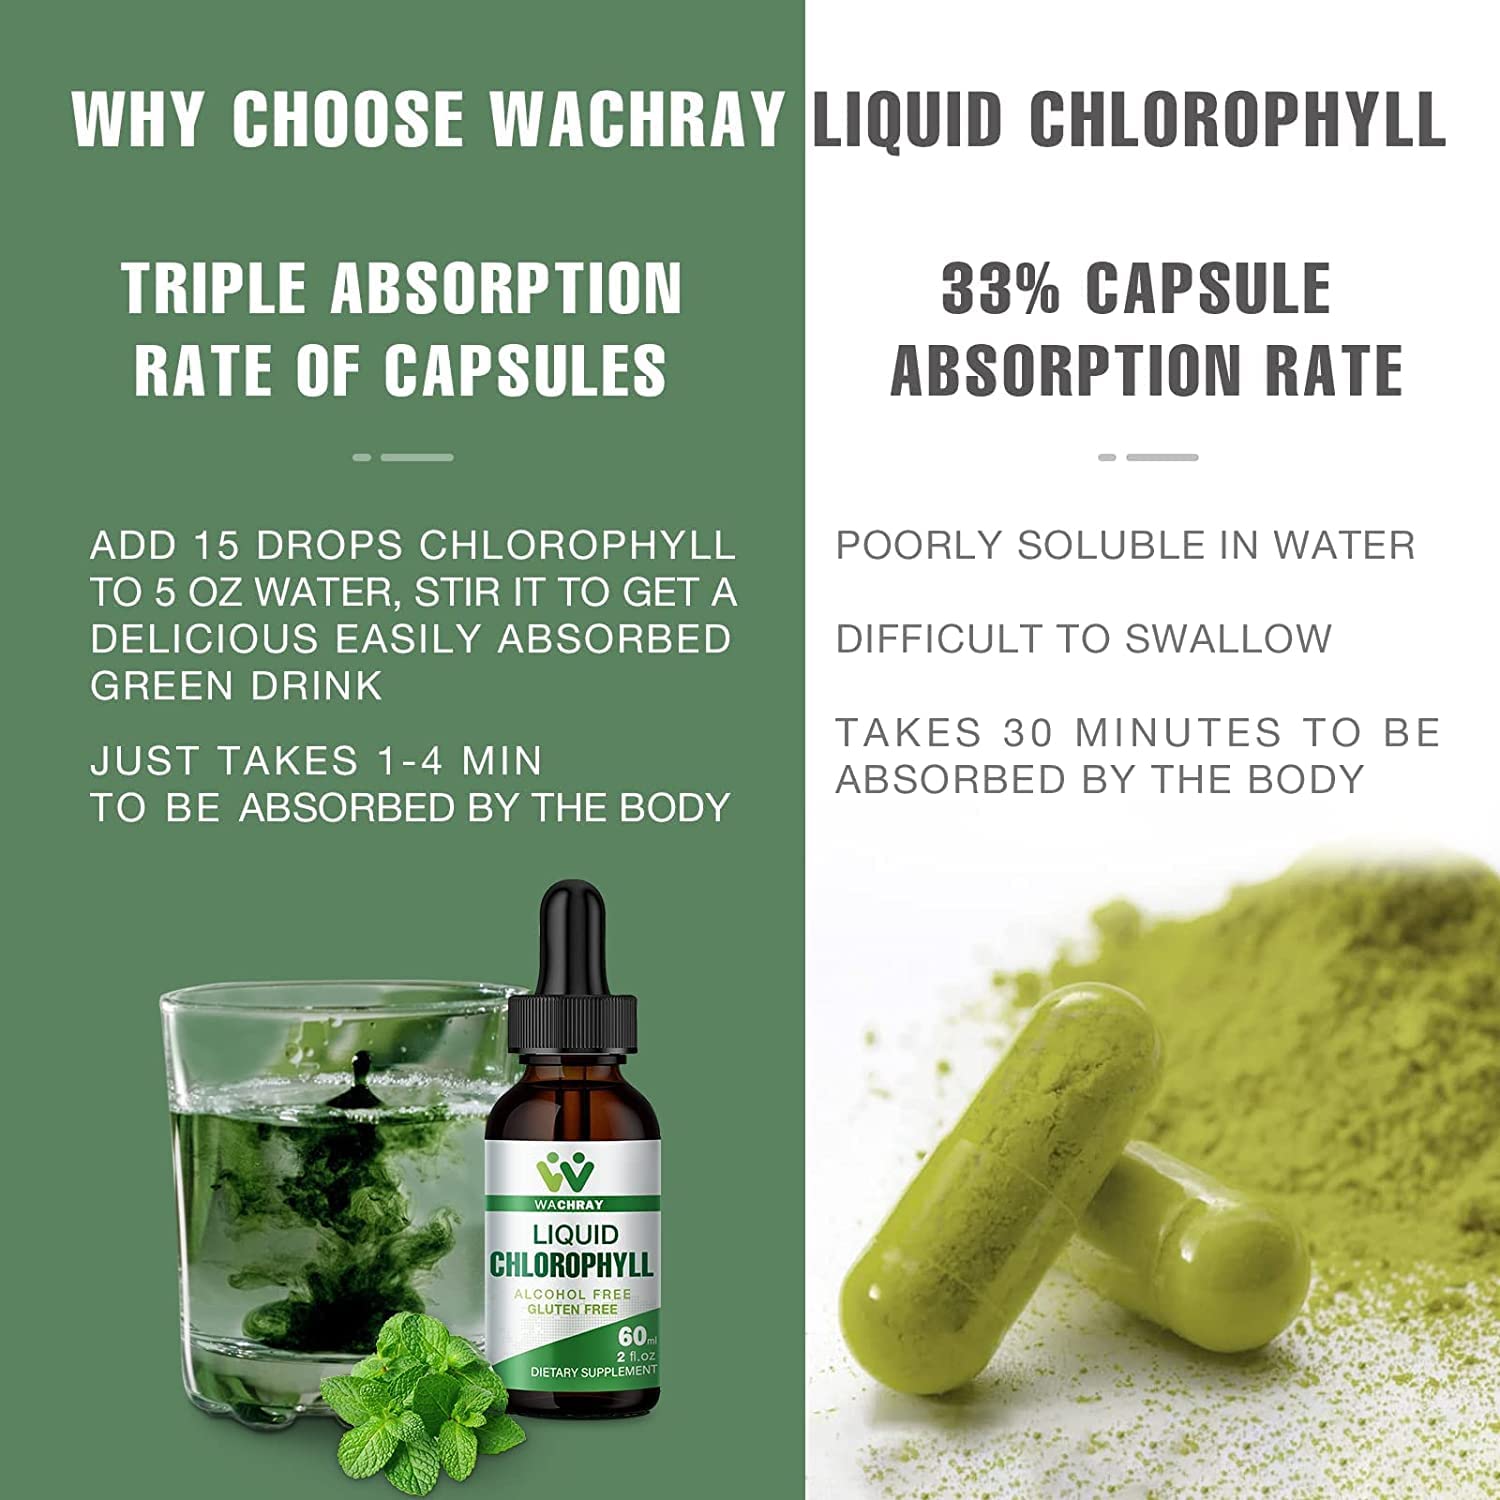 WHY CHOOSE WACHRAY LIQUID CHLOROPHYLL
TRIPLE ABSORPTION
RATE OF CAPSULES
ADD 15 DROPS CHLOROPHYLL
TO 5 OZ WATER, STIR IT TO GET A
DELICIOUS EASILY ABSORBED
GREEN DRINK
JUST TAKES 1-4 MIN
TO BE ABSORBED BY THE BODY
33% CAPSULE
ABSORPTION RATE
POORLY SOLUBLE IN WATER
DIFFICULT TO SWALLOW
TAKES 30 MINUTES TO BE
ABSORBED BY THE BODY
WACHRAY
LIQUID
CHLOROPHYLL
ALCOHOL FREE
GLUTEN FREE
60ml
2 fl.oz
DIETARY SUPPLEMENT